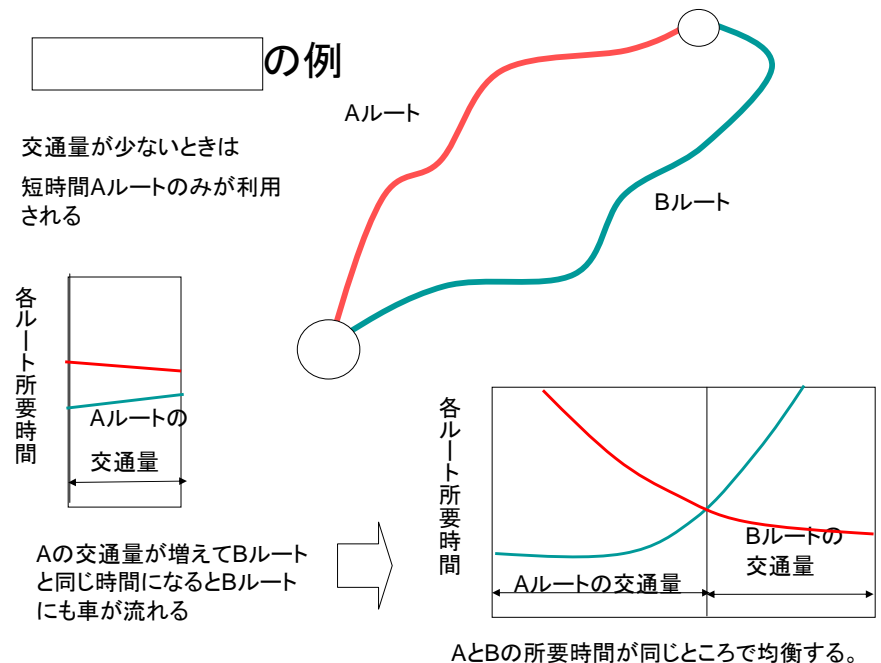 の例
Aルート
交通量が少ないときは
短時間Aルートのみが利用
される
Bルート
各ルート所要時間
Aルートの
交通量
各ルート所要時間
Bルートの
交通量
Aルートの交通量
Aの交通量が増えてBルート
と同じ時間になるとBルート
にも車が流れる
AとBの所要時間が同じところで均衡する。